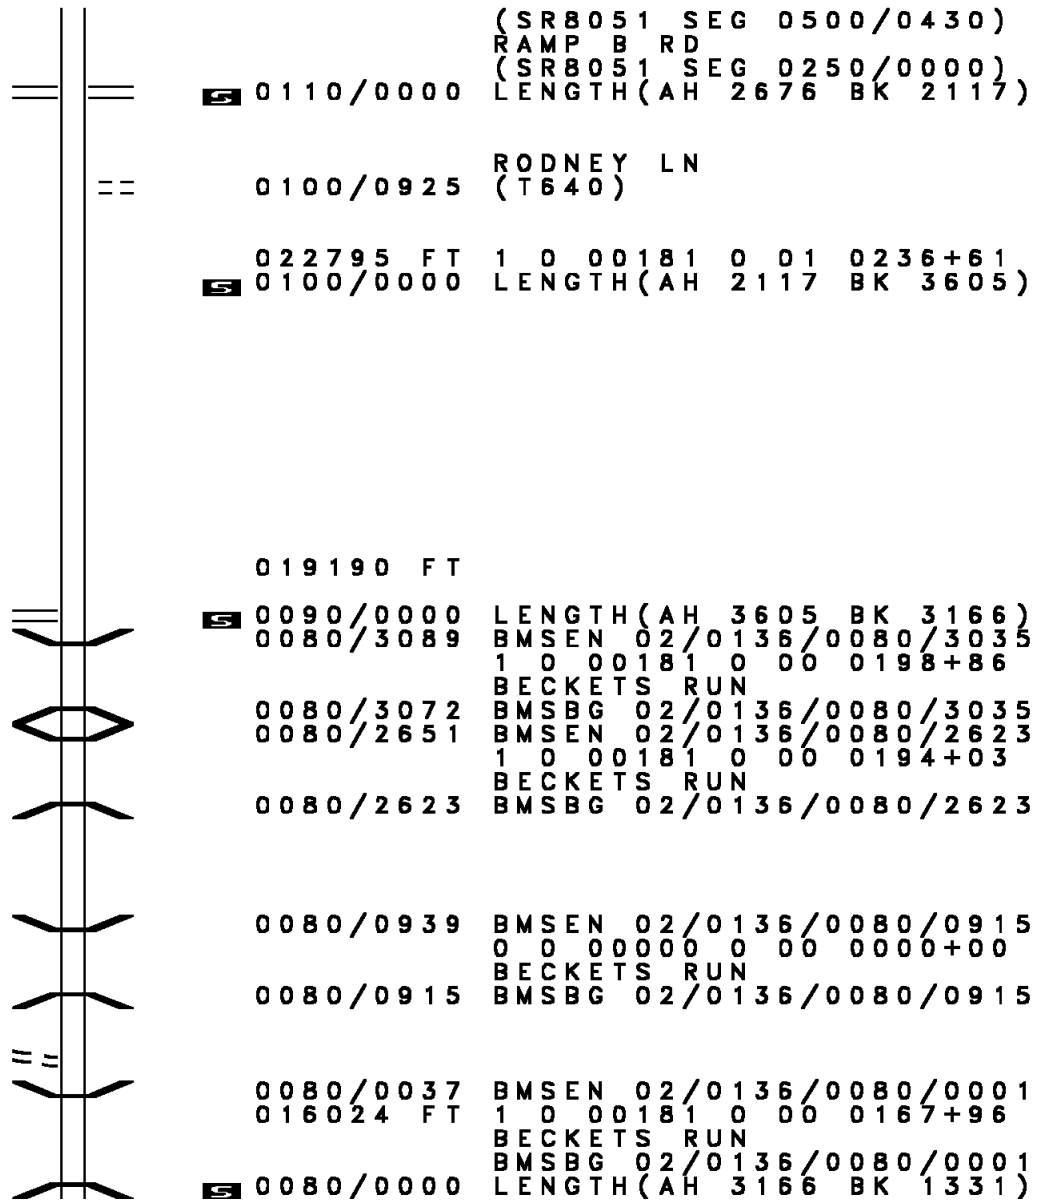 (SR8051 SEG 0500/0430)
RAMP B RD
(SR8051 SEG 0250/0000)
S 0110/0000 LENGTH(AH 2676 BK 2117)
RODNEY LN
0100/0925 (T640)
022795 FT 1 0 00181 0 01 0236+61
S 0100/0000 LENGTH(AH 2117 BK 3605)
019190 FT
S 0090/0000 LENGTH(AH 3605 BK 3166)
0080/3089 BMSEN 02/0136/0080/3035
1 0 00181 0 00 0198+86
BECKETS RUN
0080/3072 BMSBG 02/0136/0080/3035
0080/2651 BMSEN 02/0136/0080/2623
1 0 00181 0 00 0194+03
BECKETS RUN
0080/2623 BMSBG 02/0136/0080/2623
0080/0939 BMSEN 02/0136/0080/0915
0 0 00000 0 00 0000+00
BECKETS RUN
0080/0915 BMSBG 02/0136/0080/0915
0080/0037 BMSEN 02/0136/0080/0001
016024 FT 1 0 00181 0 00 0167+96
BECKETS RUN
BMSBG 02/0136/0080/0001
S 0080/0000 LENGTH(AH 3166 BK 1331)